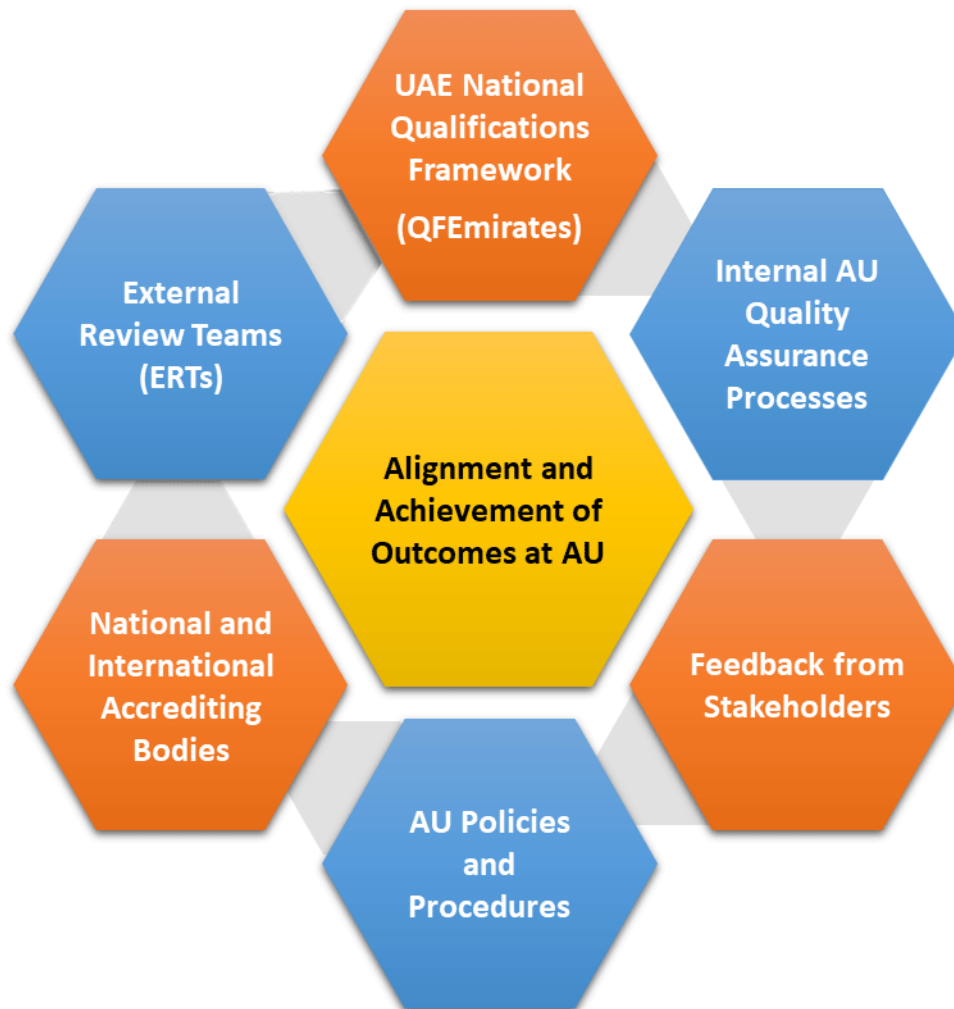 UAE National
Qualifications
Framework
(QFEmirates)
Internal AU
Quality
Assurance
Processes
Feedback from
Stakeholders
AU Policies
and
Procedures
National and
International
Accrediting
Bodies
External
Review Teams
(ERTs)
Alignment and
Achievement of
Outcomes at AU